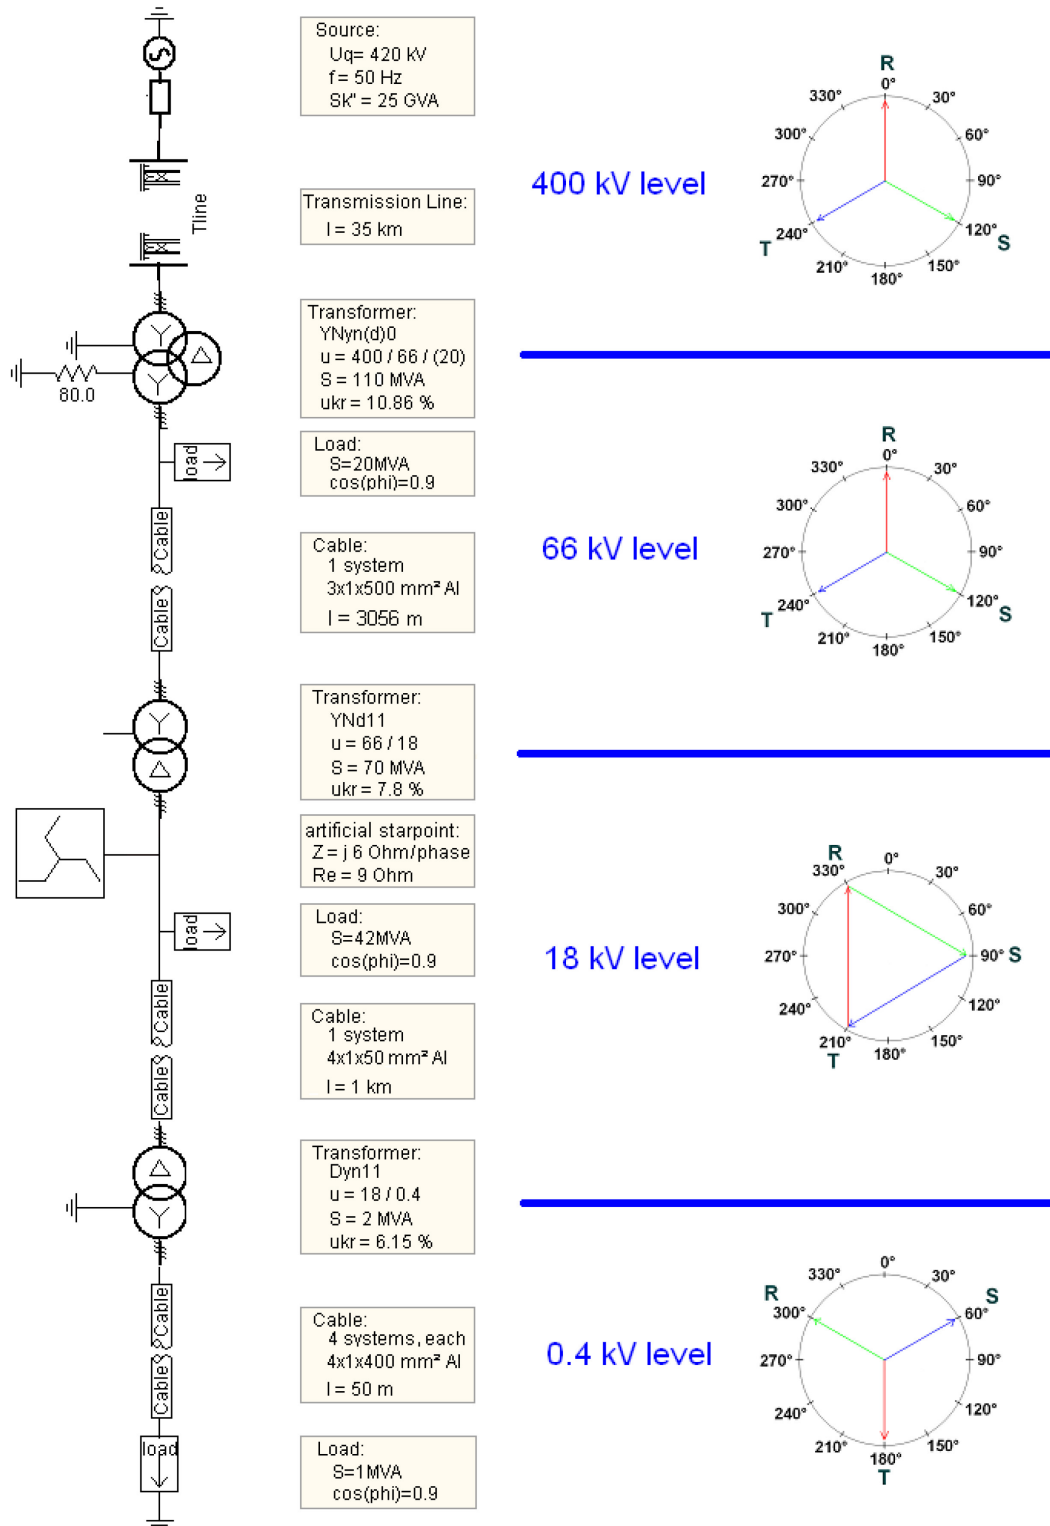 Source:
Uq= 420 kV
f = 50 Hz
Sk" = 25 GVA
Transmission Line:
l = 35 km
Tline
Transformer:
YNyn(d)0
u = 400 / 66 / (20)
S = 110 MVA
ukr = 10.86 %
80.0
Load:
S=20MVA
cos(phi)=0.9
load
Cable:
1 system
3x1x500 mm² Al
l = 3056 m
Cable
Cable
Transformer:
YNd11
u = 66 / 18
S = 70 MVA
ukr = 7.8 %
artificial starpoint:
Z = j 6 Ohm/phase
Re = 9 Ohm
Load:
S=42MVA
cos(phi)=0.9
load
Cable:
1 system
4x1x50 mm² Al
l = 1 km
Cable
Cable
Transformer:
Dyn11
u = 18 / 0.4
S = 2 MVA
ukr = 6.15 %
Cable:
4 systems, each
4x1x400 mm² Al
l = 50 m
Cable
Cable
Load:
S=1MVA
cos(phi)=0.9
load
400 kV level
R
0°
30°
60°
90°
120°
S
150°
180°
210°
240°
T
270°
300°
330°
66 kV level
R
0°
30°
60°
90°
120°
S
150°
180°
210°
240°
T
270°
300°
330°
18 kV level
R
330°
0°
30°
60°
90°
S
120°
150°
180°
210°
T
240°
270°
300°
0.4 kV level
R
300°
330°
0°
30°
S
60°
90°
120°
150°
180°
T
210°
240°
270°